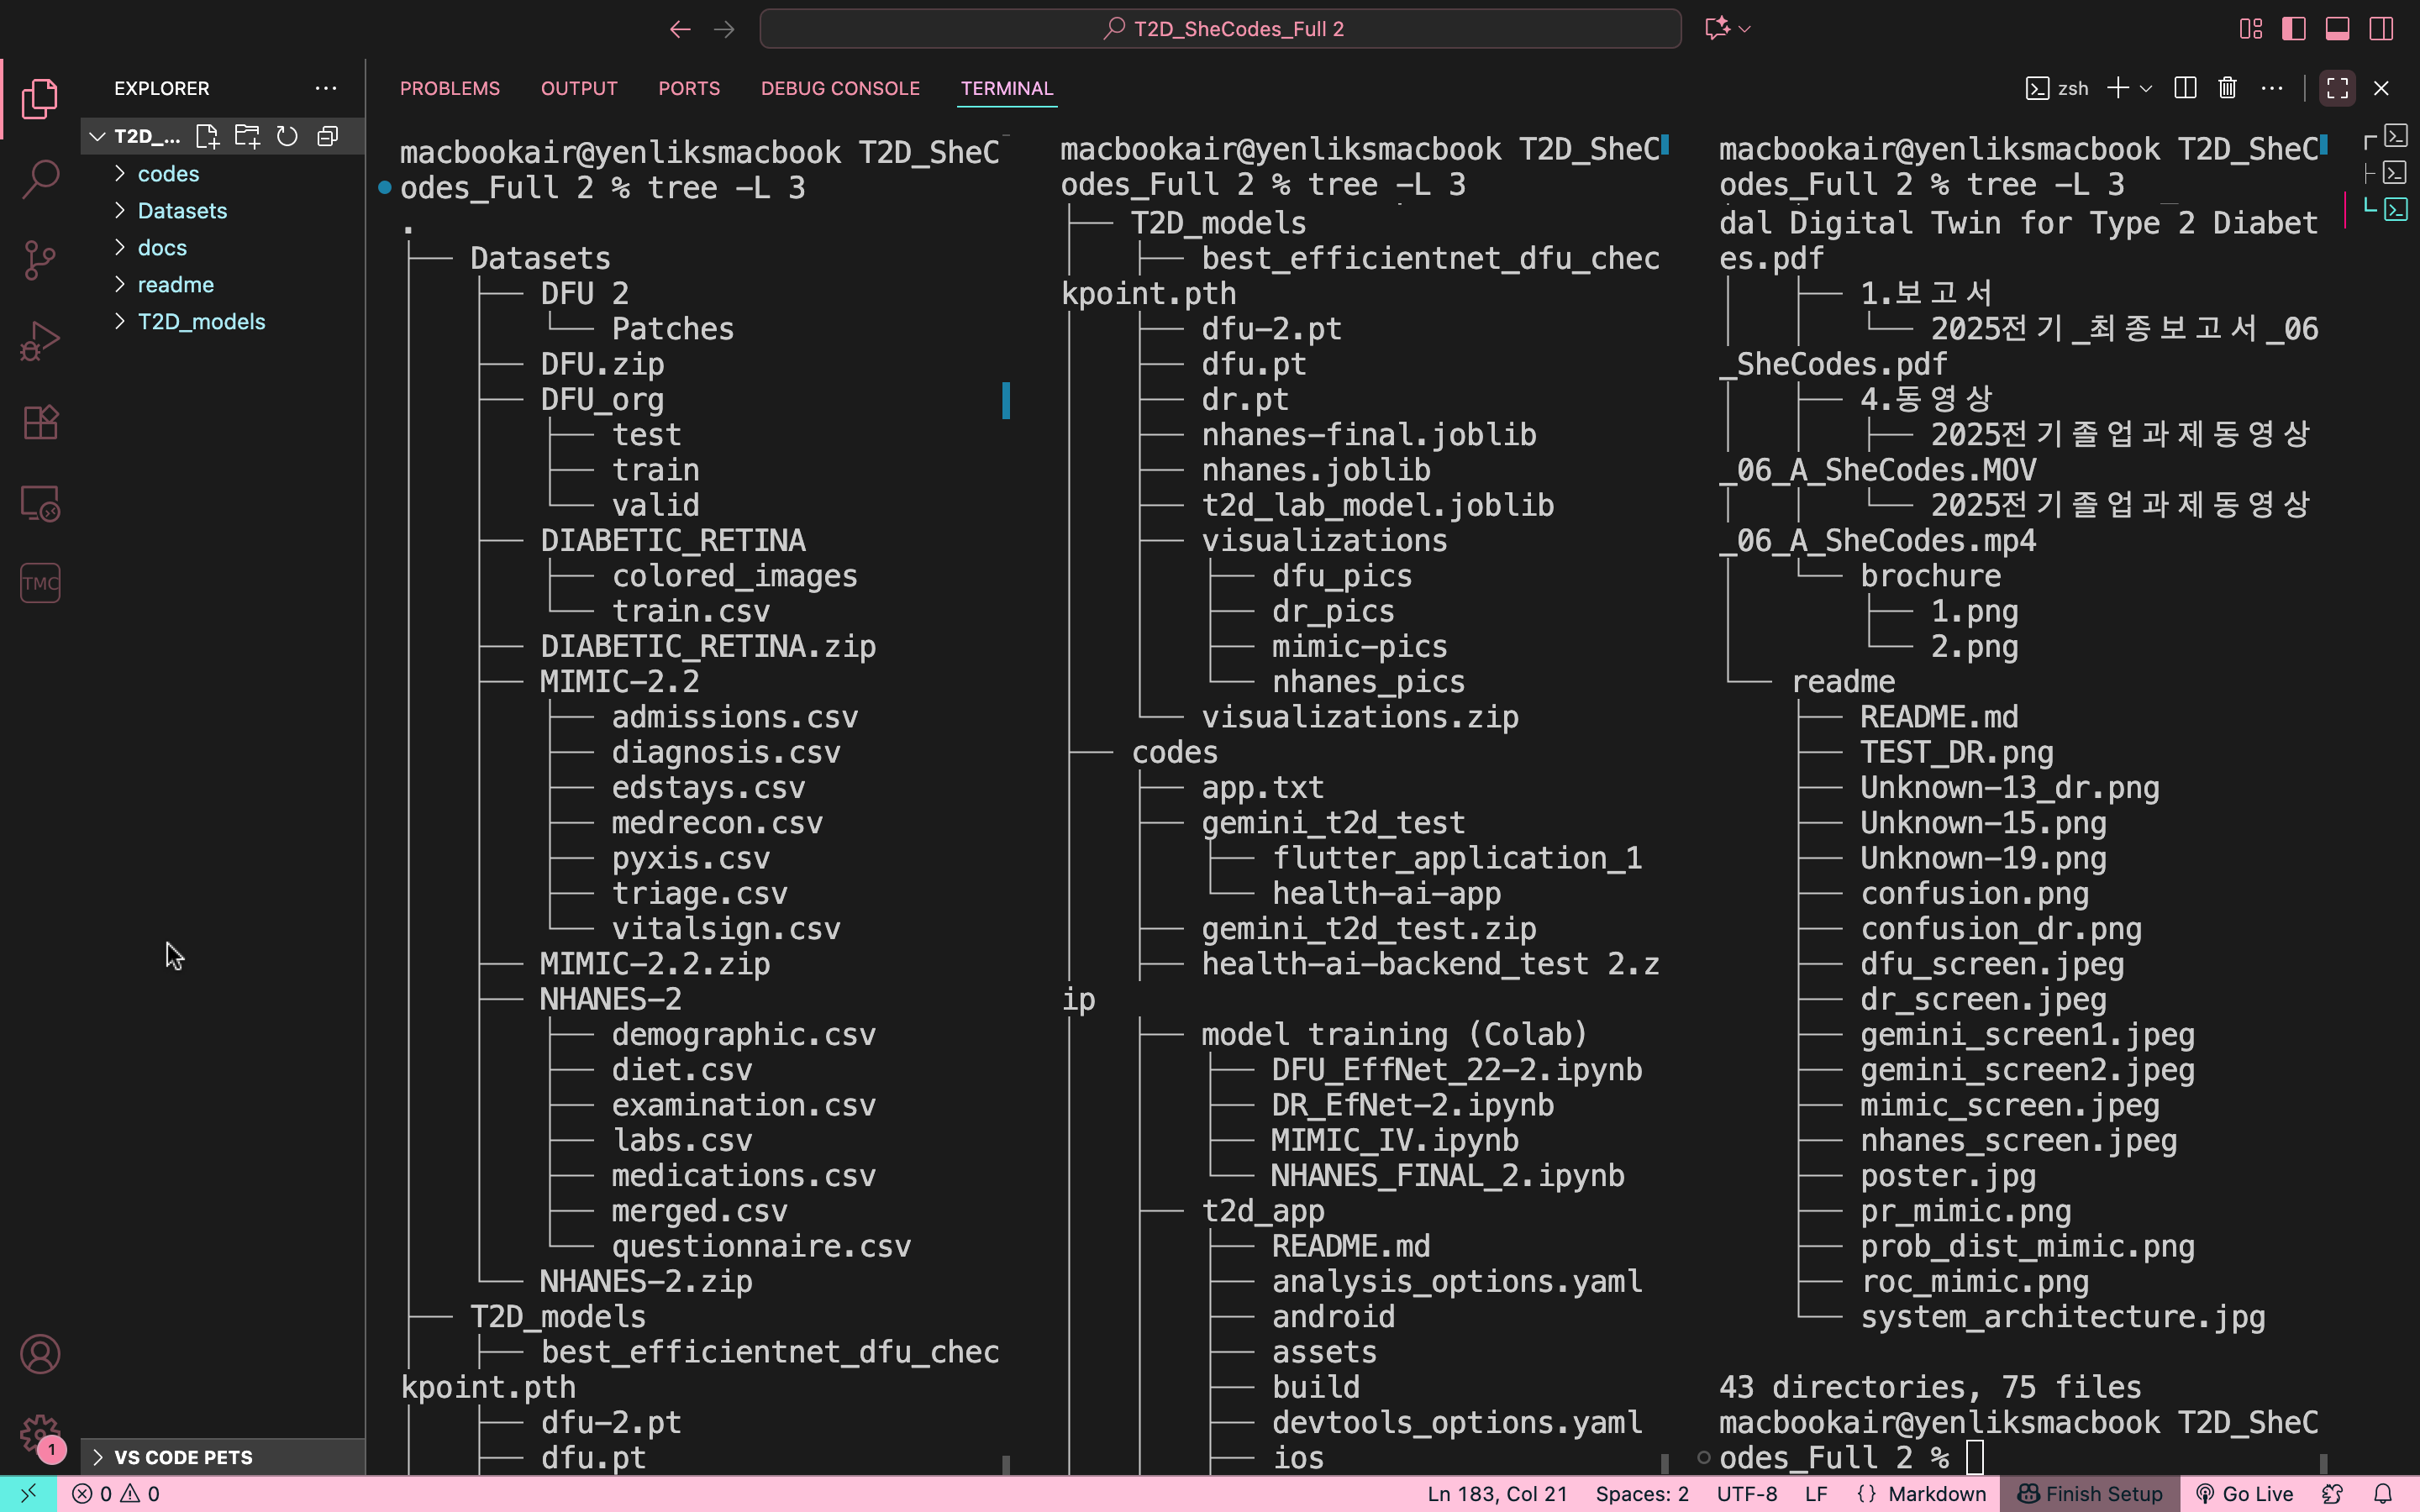 T2D_SheCodes_Full 2
EXPLORER
T2D_...
codes
Datasets
docs
readme
T2D_models
TMC
1
VS CODE PETS
PROBLEMS OUTPUT PORTS DEBUG CONSOLE TERMINAL
zsh
macbookair@yenliksmacbook T2D_SheC
odes_Full 2 % tree -L 3
.
├── Datasets
│   ├── DFU 2
│   │   └── Patches
│   ├── DFU.zip
│   ├── DFU_org
│   │   ├── test
│   │   ├── train
│   │   └── valid
│   ├── DIABETIC_RETINA
│   │   ├── colored_images
│   │   └── train.csv
│   ├── DIABETIC_RETINA.zip
│   ├── MIMIC-2.2
│   │   ├── admissions.csv
│   │   ├── diagnosis.csv
│   │   ├── edstays.csv
│   │   ├── medrecon.csv
│   │   ├── pyxis.csv
│   │   ├── triage.csv
│   │   └── vitalsign.csv
│   ├── MIMIC-2.2.zip
│   ├── NHANES-2
│   │   ├── demographic.csv
│   │   ├── diet.csv
│   │   ├── examination.csv
│   │   ├── labs.csv
│   │   ├── medications.csv
│   │   ├── merged.csv
│   │   └── questionnaire.csv
│   └── NHANES-2.zip
├── T2D_models
│   ├── best_efficientnet_dfu_chec
kpoint.pth
│   ├── dfu-2.pt
│   ├── dfu.pt
macbookair@yenliksmacbook T2D_SheC
odes_Full 2 % tree -L 3
├── T2D_models
│   ├── best_efficientnet_dfu_chec
kpoint.pth
│   ├── dfu-2.pt
│   ├── dfu.pt
│   ├── dr.pt
│   ├── nhanes-final.joblib
│   ├── nhanes.joblib
│   ├── t2d_lab_model.joblib
│   ├── visualizations
│   │   ├── dfu_pics
│   │   ├── dr_pics
│   │   ├── mimic-pics
│   │   └── nhanes_pics
│   └── visualizations.zip
├── codes
│   ├── app.txt
│   ├── gemini_t2d_test
│   │   ├── flutter_application_1
│   │   └── health-ai-app
│   ├── gemini_t2d_test.zip
│   ├── health-ai-backend_test 2.z
ip
│   ├── model training (Colab)
│   │   ├── DFU_EffNet_22-2.ipynb
│   │   ├── DR_EfNet-2.ipynb
│   │   ├── MIMIC_IV.ipynb
│   │   └── NHANES_FINAL_2.ipynb
│   ├── t2d_app
│   │   ├── README.md
│   │   ├── analysis_options.yaml
│   │   ├── android
│   │   ├── assets
│   │   ├── build
│   │   ├── devtools_options.yaml
│   │   ├── ios
macbookair@yenliksmacbook T2D_SheC
odes_Full 2 % tree -L 3
dal Digital Twin for Type 2 Diabet
es.pdf
│   ├── 1.보고서
│   │   └── 2025전기_최종보고서_06
_SheCodes.pdf
│   ├── 4.동영상
│   │   ├── 2025전기졸업과제동영상
_06_A_SheCodes.MOV
│   │   └── 2025전기졸업과제동영상
_06_A_SheCodes.mp4
│   └── brochure
│       ├── 1.png
│       └── 2.png
└── readme
    ├── README.md
    ├── TEST_DR.png
    ├── Unknown-13_dr.png
    ├── Unknown-15.png
    ├── Unknown-19.png
    ├── confusion.png
    ├── confusion_dr.png
    ├── dfu_screen.jpeg
    ├── dr_screen.jpeg
    ├── gemini_screen1.jpeg
    ├── gemini_screen2.jpeg
    ├── mimic_screen.jpeg
    ├── nhanes_screen.jpeg
    ├── poster.jpg
    ├── pr_mimic.png
    ├── prob_dist_mimic.png
    ├── roc_mimic.png
    └── system_architecture.jpg
43 directories, 75 files
macbookair@yenliksmacbook T2D_SheC
odes_Full 2 %
0 0 Ln 183, Col 21 Spaces: 2 UTF-8 LF {} Markdown Finish Setup Go Live